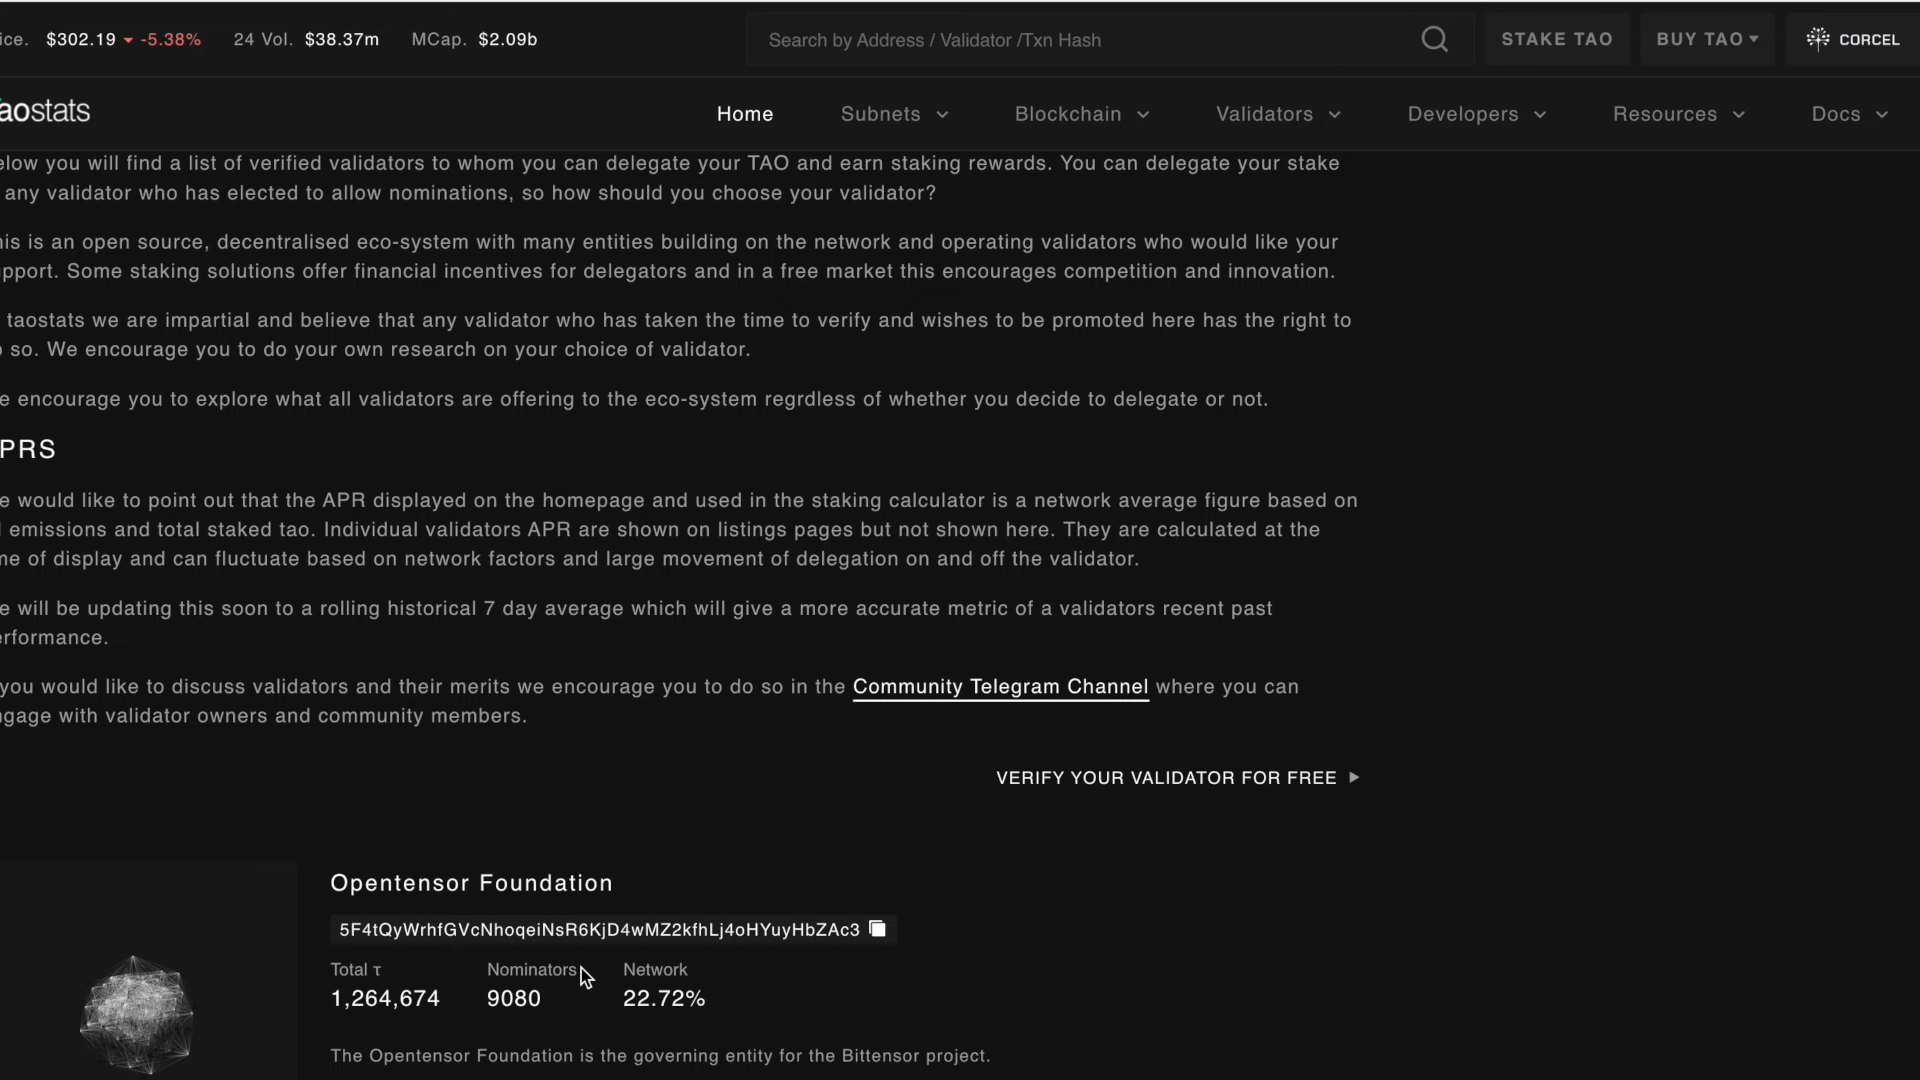 ice. $302.19 -5.38% 24 Vol. $38.37m MCap. $2.09b Search by Address / Validator /Txn Hash STAKE TAO BUY TAO CORCEL
aostats Home Subnets Blockchain Validators Developers Resources Docs
elow you will find a list of verified validators to whom you can delegate your TAO and earn staking rewards. You can delegate your stake
any validator who has elected to allow nominations, so how should you choose your validator?
is is an open source, decentralised eco-system with many entities building on the network and operating validators who would like your
pport. Some staking solutions offer financial incentives for delegators and in a free market this encourages competition and innovation.
taostats we are impartial and believe that any validator who has taken the time to verify and wishes to be promoted here has the right to
so. We encourage you to do your own research on your choice of validator.
e encourage you to explore what all validators are offering to the eco-system regrdless of whether you decide to delegate or not.
PRS
e would like to point out that the APR displayed on the homepage and used in the staking calculator is a network average figure based on
emissions and total staked tao. Individual validators APR are shown on listings pages but not shown here. They are calculated at the
me of display and can fluctuate based on network factors and large movement of delegation on and off the validator.
e will be updating this soon to a rolling historical 7 day average which will give a more accurate metric of a validators recent past
erformance.
you would like to discuss validators and their merits we encourage you to do so in the Community Telegram Channel where you can
ngage with validator owners and community members.
VERIFY YOUR VALIDATOR FOR FREE
Opentensor Foundation
5F4tQyWrhfGVcNhoqeiNsR6KjD4wMZ2kfhLj4oHYuyHbZAc3
Total τ Nominators Network
1,264,674 9080 22.72%
The Opentensor Foundation is the governing entity for the Bittensor project.